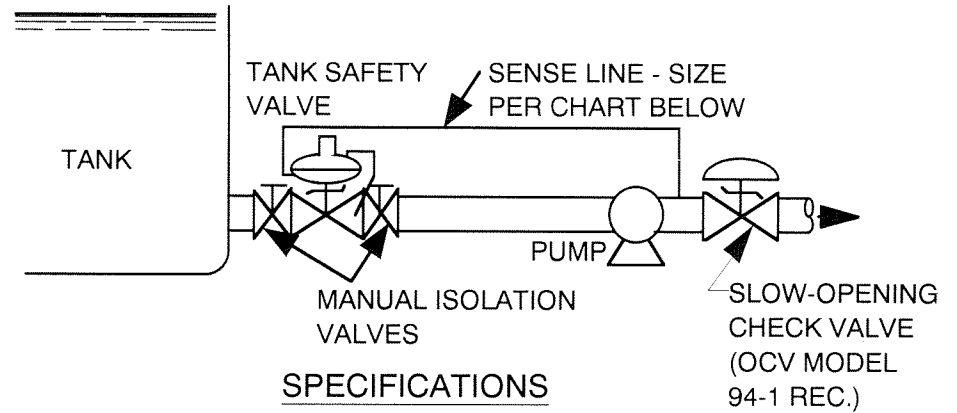 TANK SAFETY
VALVE
SENSE LINE - SIZE
PER CHART BELOW
TANK
PUMP
MANUAL ISOLATION
VALVES
SLOW-OPENING
CHECK VALVE
(OCV MODEL
94-1 REC.)
SPECIFICATIONS